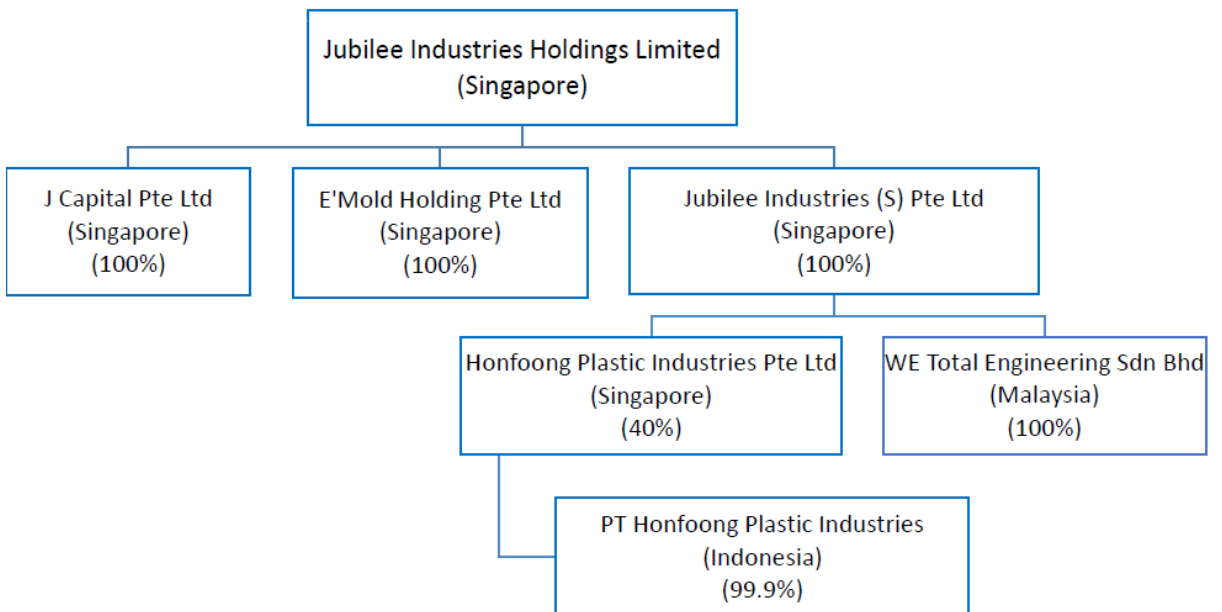 Jubilee Industries Holdings Limited
(Singapore)
J Capital Pte Ltd
(Singapore)
(100%)
E'Mold Holding Pte Ltd
(Singapore)
(100%)
Jubilee Industries (S) Pte Ltd
(Singapore)
(100%)
Honfoong Plastic Industries Pte Ltd
(Singapore)
(40%)
WE Total Engineering Sdn Bhd
(Malaysia)
(100%)
PT Honfoong Plastic Industries
(Indonesia)
(99.9%)